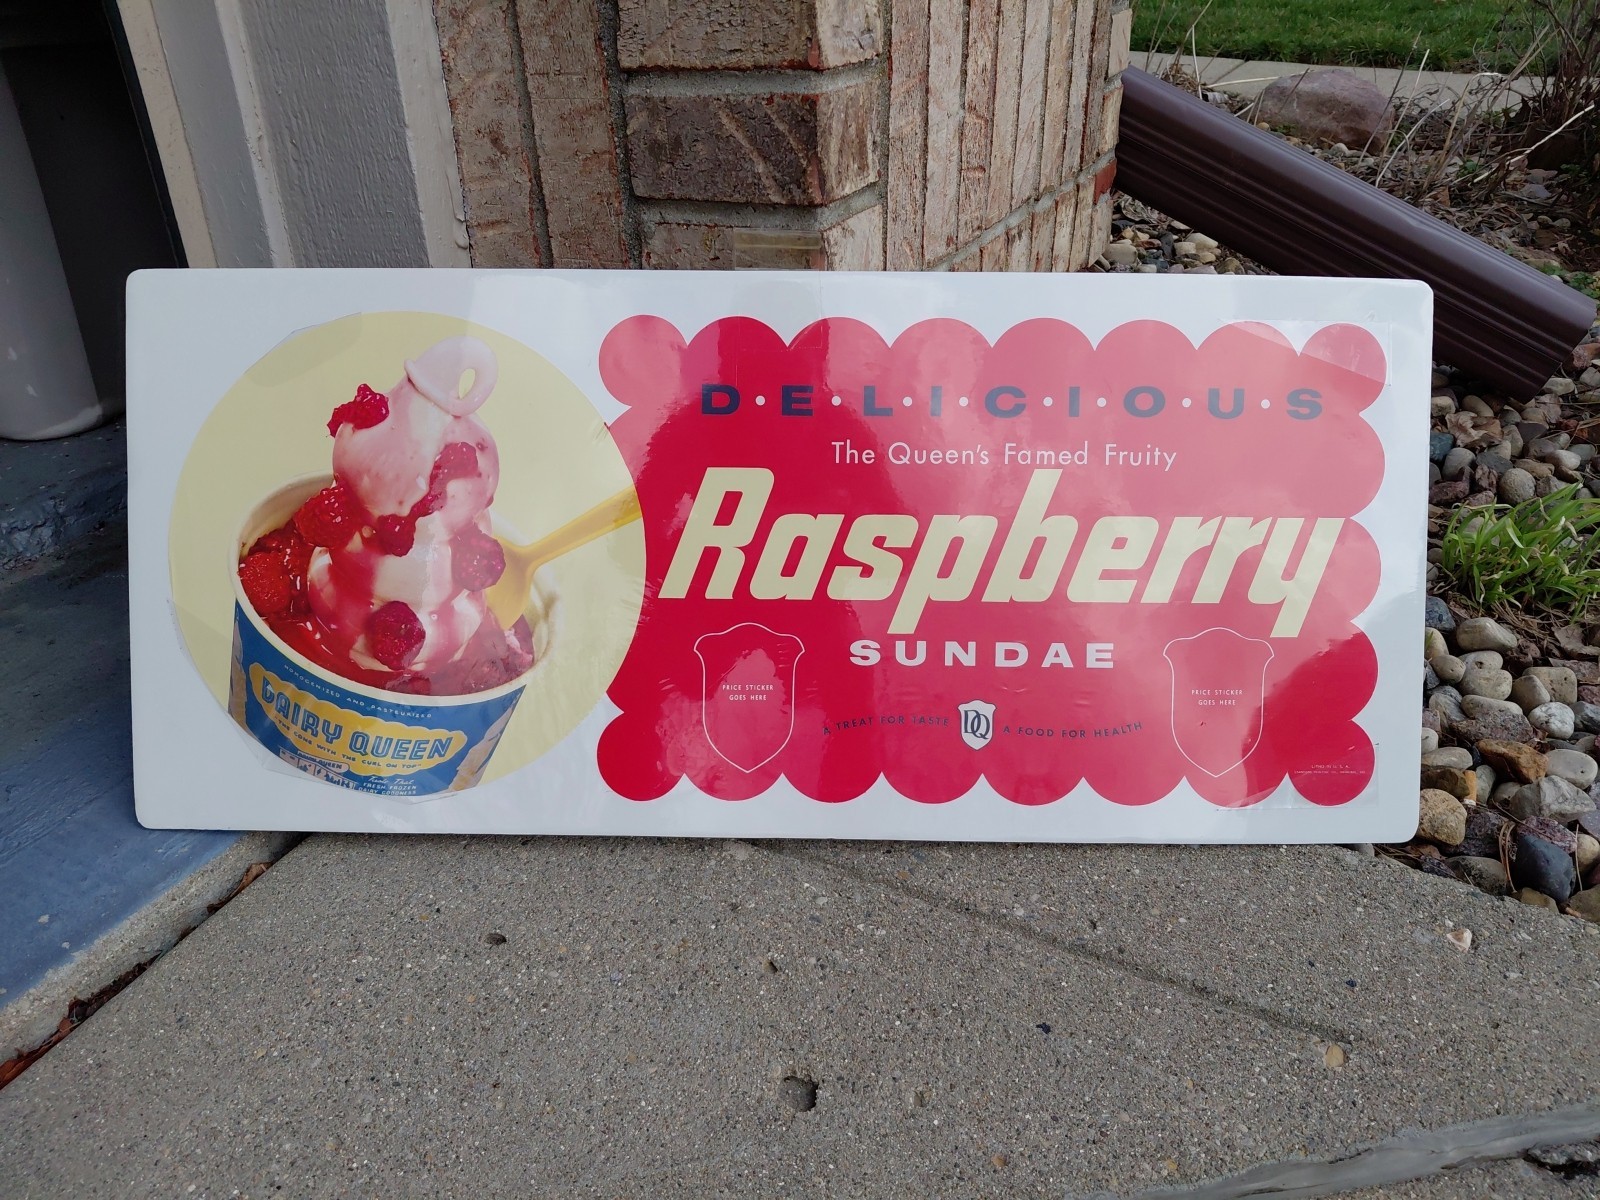 D·E·L·I·C·I·O·U·S
The Queen's Famed Fruity
Raspberry
SUNDAE
PRICE STICKER
GOES HERE
PRICE STICKER
GOES HERE
A TREAT FOR TASTE DQ A FOOD FOR HEALTH
HOMOGENIZED AND PASTEURIZED
DAIRY QUEEN
"THE CONE WITH THE CURL ON TOP"
FRESH FROZEN
DAIRY GOODNESS